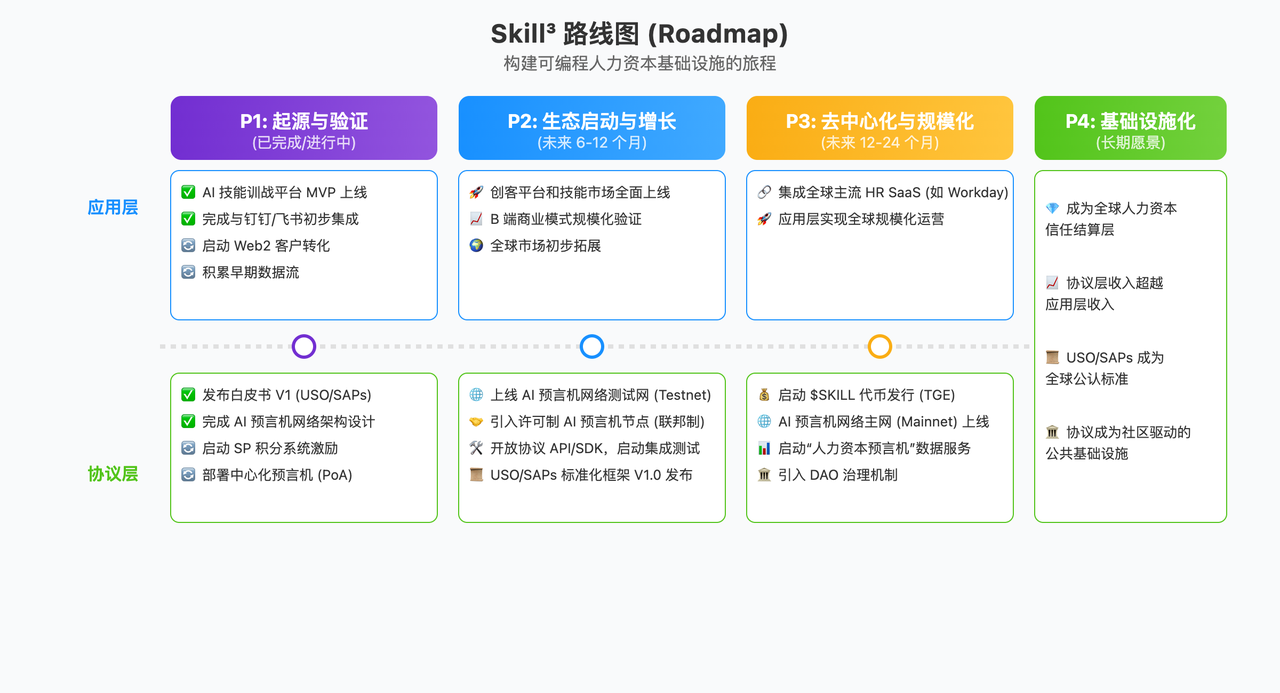 Skill³ 路线图 (Roadmap)
构建可编程人力资本基础设施的旅程
P1: 起源与验证
(已完成/进行中)
P2: 生态启动与增长
(未来 6-12 个月)
P3: 去中心化与规模化
(未来 12-24 个月)
P4: 基础设施化
(长期愿景)
应用层
✅ AI 技能训战平台 MVP 上线
✅ 完成与钉钉/飞书初步集成
🔄 启动 Web2 客户转化
🔄 积累早期数据流
🚀 创客平台和技能市场全面上线
📈 B 端商业模式规模化验证
🌍 全球市场初步拓展
🔗 集成全球主流 HR SaaS (如 Workday)
🚀 应用层实现全球规模化运营
💎 成为全球人力资本
信任结算层
📈 协议层收入超越
应用层收入
📜 USO/SAPs 成为
全球公认标准
🏛️ 协议成为社区驱动的
公共基础设施
协议层
✅ 发布白皮书 V1 (USO/SAPs)
✅ 完成 AI 预言机网络架构设计
🔄 启动 SP 积分系统激励
🔄 部署中心化预言机 (PoA)
🌐 上线 AI 预言机网络测试网 (Testnet)
🤝 引入许可制 AI 预言机节点 (联邦制)
🛠️ 开放协议 API/SDK，启动集成测试
📜 USO/SAPs 标准化框架 V1.0 发布
💰 启动 $SKILL 代币发行 (TGE)
🌐 AI 预言机网络主网 (Mainnet) 上线
📊 启动“人力资本预言机”数据服务
🏛️ 引入 DAO 治理机制